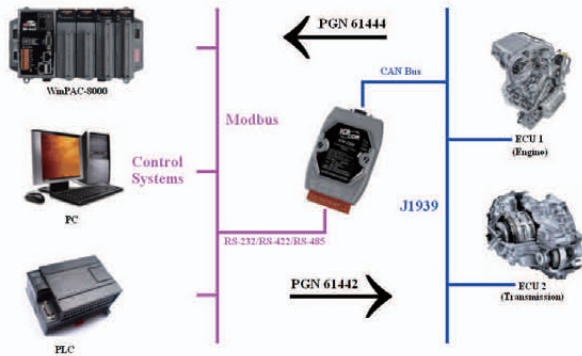 PGN 61444
WinPAC-8000
CAN Bus
Modbus
ECU 1
(Engine)
Control
Systems
PC
J1939
RS-232/RS-422/RS-485
PGN 61442
ECU 2
(Transmission)
PLC